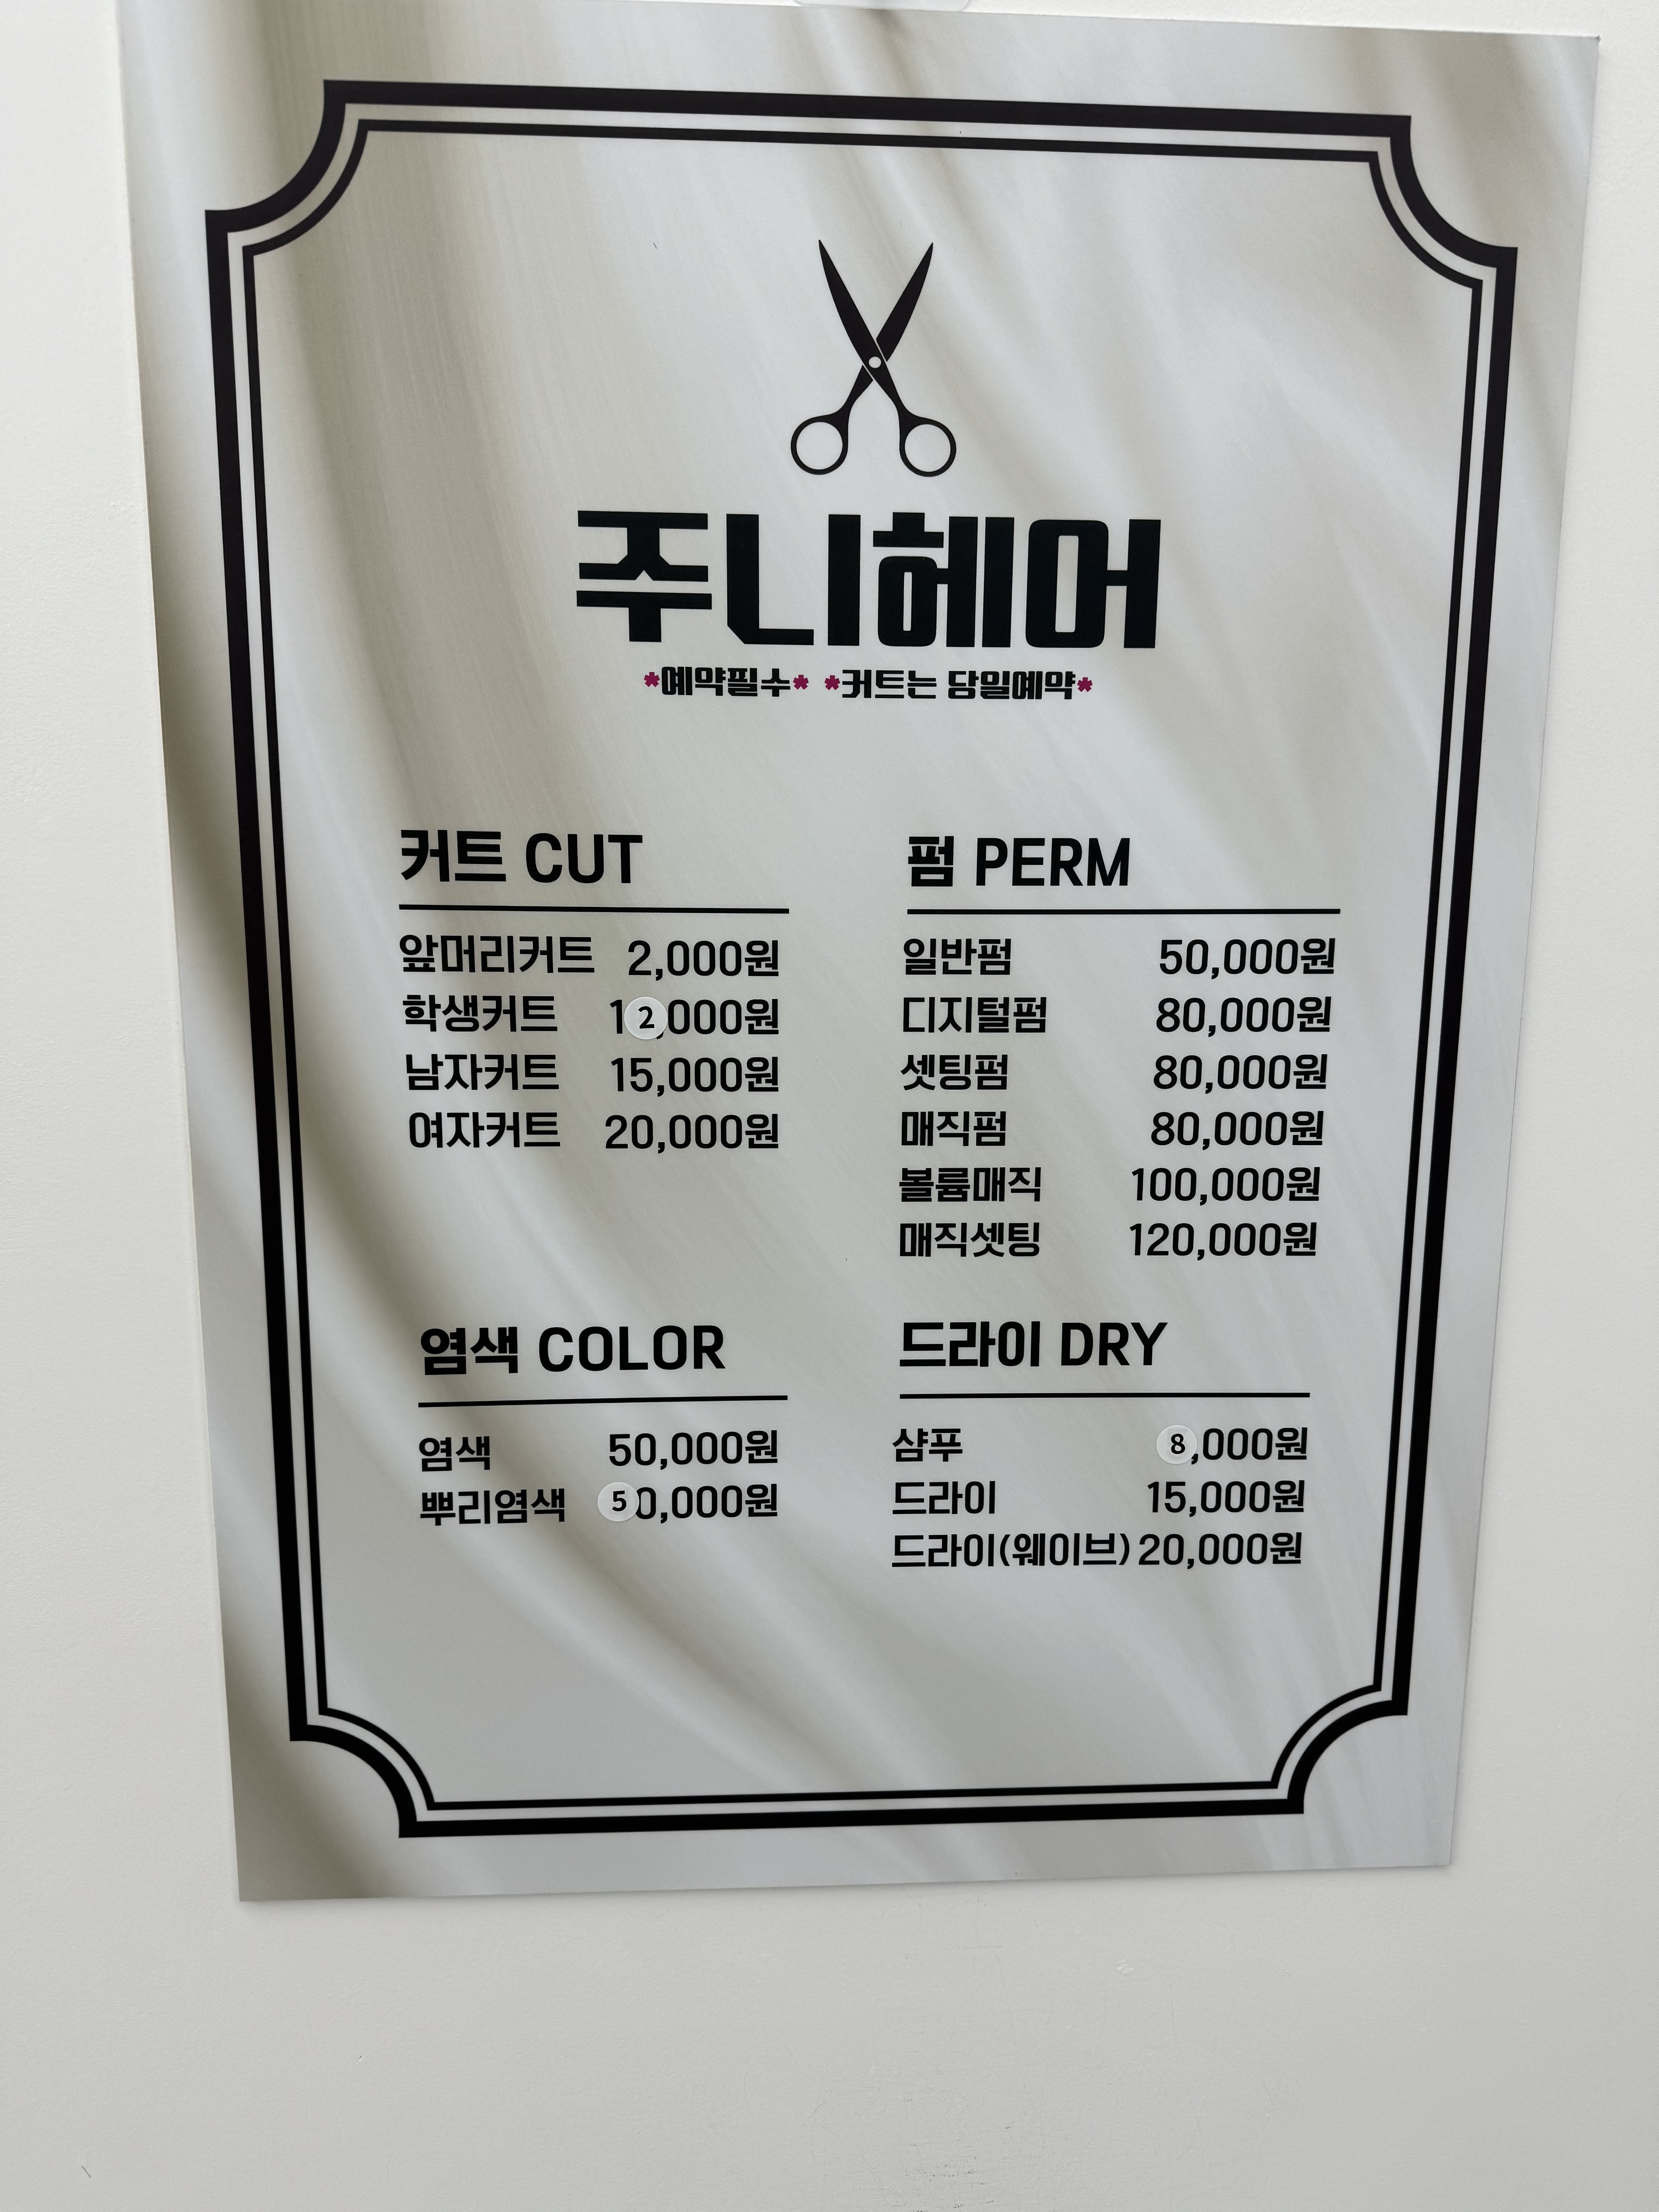 주니헤어
*예약필수* *커트는 당일예약*
커트 CUT
앞머리커트 2,000원
학생커트 12,000원
남자커트 15,000원
여자커트 20,000원
펌 PERM
일반펌 50,000원
디지털펌 80,000원
셋팅펌 80,000원
매직펌 80,000원
볼륨매직 100,000원
매직셋팅 120,000원
염색 COLOR
염색 50,000원
뿌리염색 50,000원
드라이 DRY
샴푸 8,000원
드라이 15,000원
드라이(웨이브) 20,000원